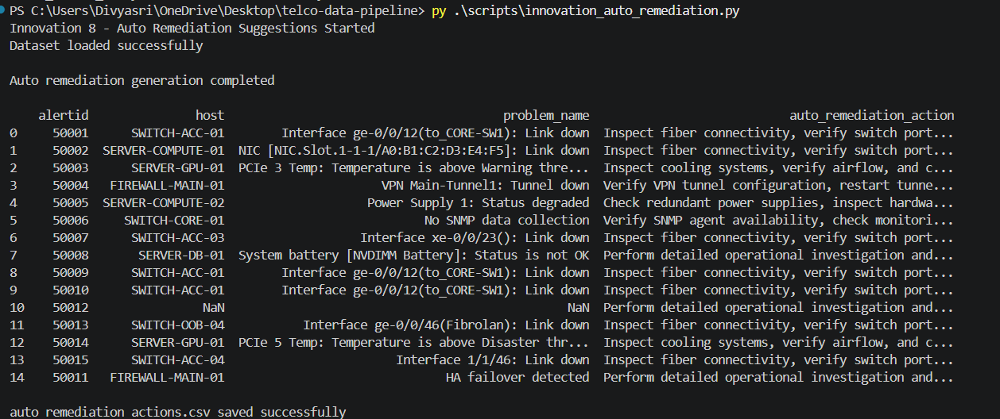 PS C:\Users\Divyasri\OneDrive\Desktop\telco-data-pipeline> py .\scripts\innovation_auto_remediation.py
Innovation 8 - Auto Remediation Suggestions Started
Dataset loaded successfully
Auto remediation generation completed
alertid host problem_name auto_remediation_action
0 50001 SWITCH-ACC-01 Interface ge-0/0/12(to_CORE-SW1): Link down Inspect fiber connectivity, verify switch port...
1 50002 SERVER-COMPUTE-01 NIC [NIC.Slot.1-1-1/A0:B1:C2:D3:E4:F5]: Link down Inspect fiber connectivity, verify switch port...
2 50003 SERVER-GPU-01 PCIe 3 Temp: Temperature is above Warning thre... Inspect cooling systems, verify airflow, and c...
3 50004 FIREWALL-MAIN-01 VPN Main-Tunnel1: Tunnel down Verify VPN tunnel configuration, restart tunne...
4 50005 SERVER-COMPUTE-02 Power Supply 1: Status degraded Check redundant power supplies, inspect hardwa...
5 50006 SWITCH-CORE-01 No SNMP data collection Verify SNMP agent availability, check monitori...
6 50007 SWITCH-ACC-03 Interface xe-0/0/23(): Link down Inspect fiber connectivity, verify switch port...
7 50008 SERVER-DB-01 System battery [NVDIMM Battery]: Status is not OK Perform detailed operational investigation and...
8 50009 SWITCH-ACC-01 Interface ge-0/0/12(to_CORE-SW1): Link down Inspect fiber connectivity, verify switch port...
9 50010 SWITCH-ACC-01 Interface ge-0/0/12(to_CORE-SW1): Link down Inspect fiber connectivity, verify switch port...
10 50012 NaN NaN Perform detailed operational investigation and...
11 50013 SWITCH-OOB-04 Interface ge-0/0/46(Fibrolan): Link down Inspect fiber connectivity, verify switch port...
12 50014 SERVER-GPU-01 PCIe 5 Temp: Temperature is above Disaster thr... Inspect cooling systems, verify airflow, and c...
13 50015 SWITCH-ACC-04 Interface 1/1/46: Link down Inspect fiber connectivity, verify switch port...
14 50011 FIREWALL-MAIN-01 HA failover detected Perform detailed operational investigation and...
auto remediation actions.csv saved successfully